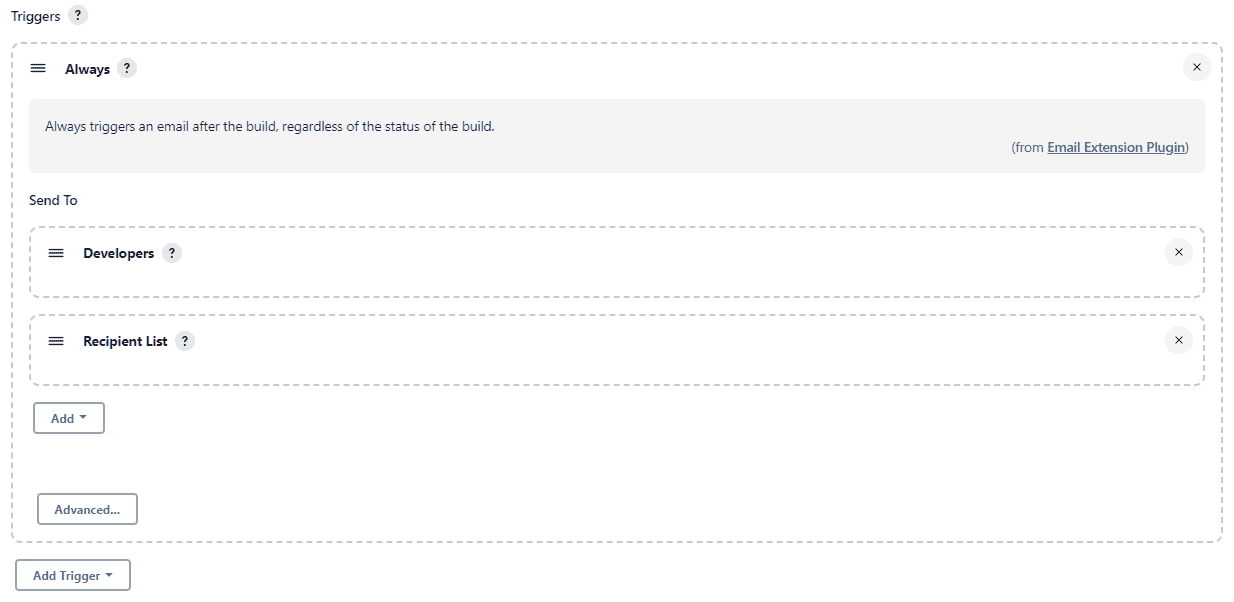 Triggers ?
Always ?
Always triggers an email after the build, regardless of the status of the build.
(from Email Extension Plugin)
Send To
Developers ?
Recipient List ?
Add
Advanced...
Add Trigger